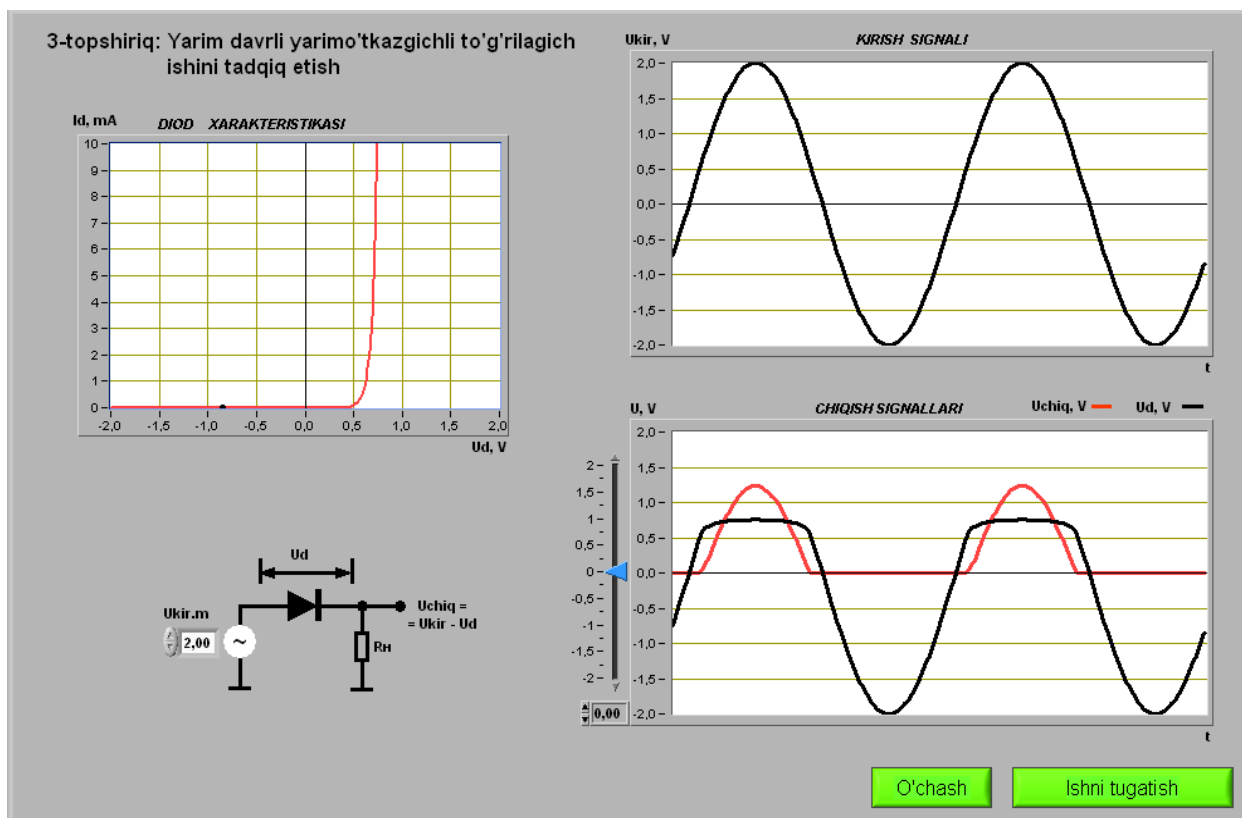 3-topshiriq: Yarim davrli yarimo'tkazgichli to'g'rilagich
ishini tadqiq etish
Id, mA
DIOD XARAKTERISTIKASI
10
9
8
7
6
5
4
3
2
1
0
-2,0 -1,5 -1,0 -0,5 0,0 0,5 1,0 1,5 2,0
Ud, V
Ud
Ukir.m
2,00
~
Uchiq =
= Ukir - Ud
Rн
Ukir, V
KIRISH SIGNALI
2,0
1,5
1,0
0,5
0,0
-0,5
-1,0
-1,5
-2,0
t
U, V
CHIQISH SIGNALLARI
Uchiq, V
Ud, V
2,0
1,5
1,0
0,5
0,0
-0,5
-1,0
-1,5
-2,0
t
2
1,5
1
0,5
0
-0,5
-1
-1,5
-2
0,00
O'chash
Ishni tugatish